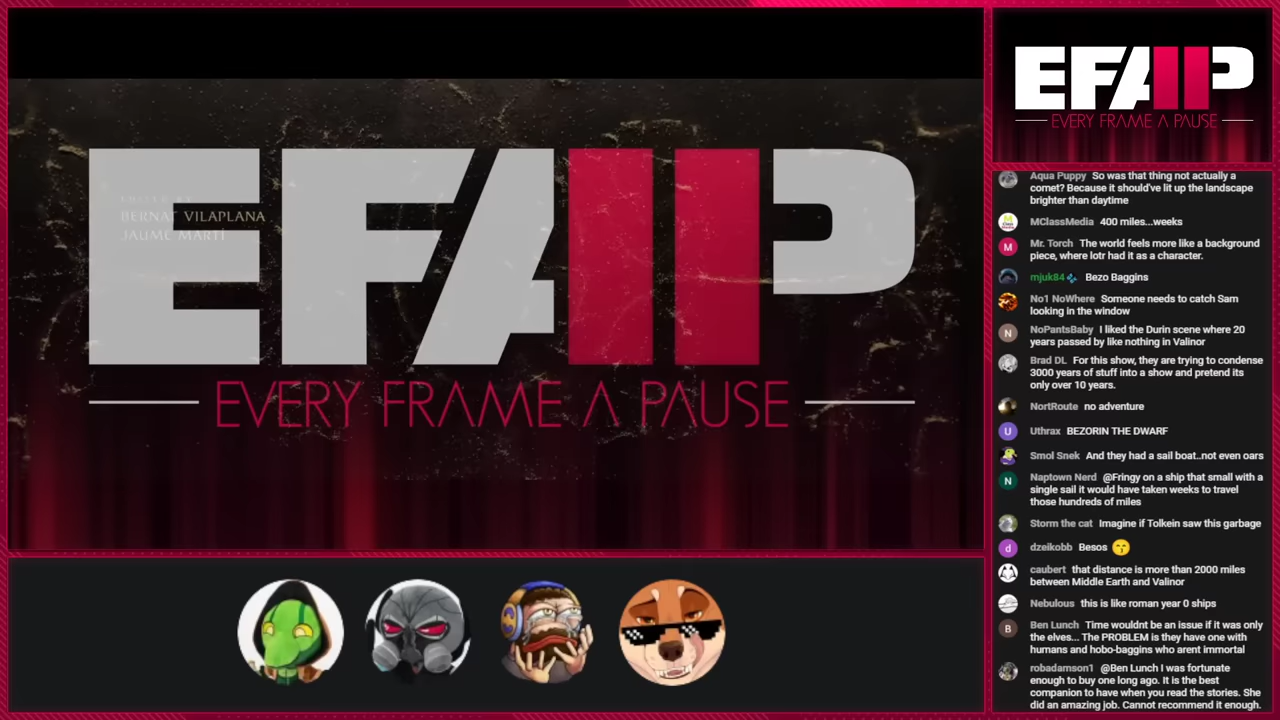 EFAP
EVERY FRAME A PAUSE
EDITED BY
BERNAT VILAPLANA
JAUME MARTÍ
EFAP
EVERY FRAME A PAUSE
Aqua Puppy So was that thing not actually a
comet? Because it should've lit up the landscape
brighter than daytime
MClassMedia 400 miles...weeks
Mr. Torch The world feels more like a background
piece, where lotr had it as a character.
mjuk84 Bezo Baggins
No1 NoWhere Someone needs to catch Sam
looking in the window
NoPantsBaby I liked the Durin scene where 20
years passed by like nothing in Valinor
Brad DL For this show, they are trying to condense
3000 years of stuff into a show and pretend its
only over 10 years.
NortRoute no adventure
Uthrax BEZORIN THE DWARF
Smol Snek And they had a sail boat..not even oars
Naptown Nerd @Fringy on a ship that small with a
single sail it would have taken weeks to travel
those hundreds of miles
Storm the cat Imagine if Tolkein saw this garbage
dzeikobb Besos
caubert that distance is more than 2000 miles
between Middle Earth and Valinor
Nebulous this is like roman year 0 ships
Ben Lunch Time wouldnt be an issue if it was only
the elves... The PROBLEM is they have one with
humans and hobo-baggins who arent immortal
robadamson1 @Ben Lunch I was fortunate
enough to buy one long ago. It is the best
companion to have when you read the stories. She
did an amazing job. Cannot recommend it enough.